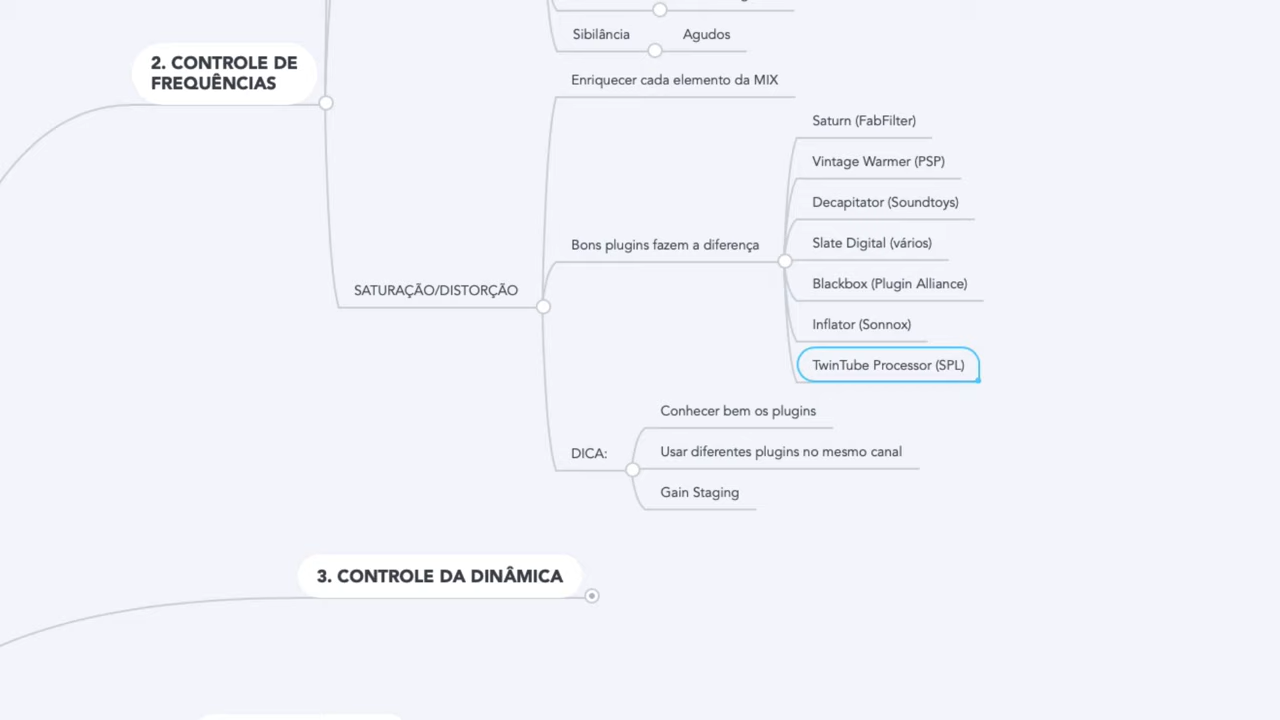 2. CONTROLE DE
FREQUÊNCIAS
Sibilância
Agudos
SATURAÇÃO/DISTORÇÃO
Enriquecer cada elemento da MIX
Bons plugins fazem a diferença
Saturn (FabFilter)
Vintage Warmer (PSP)
Decapitator (Soundtoys)
Slate Digital (vários)
Blackbox (Plugin Alliance)
Inflator (Sonnox)
TwinTube Processor (SPL)
DICA:
Conhecer bem os plugins
Usar diferentes plugins no mesmo canal
Gain Staging
3. CONTROLE DA DINÂMICA